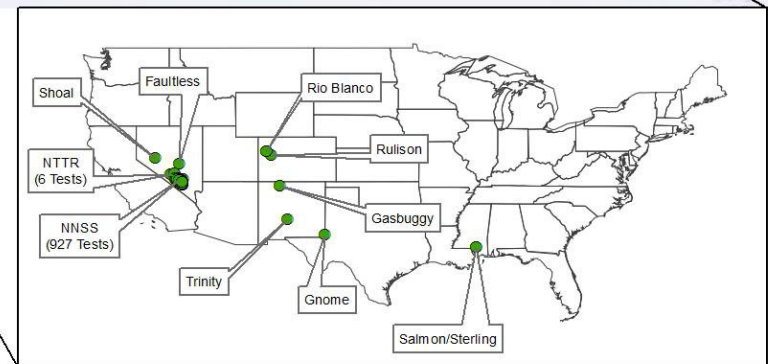 Faultless
Shoal
Rio Blanco
NTTR
(6 Tests)
Rulison
NNSS
(927 Tests)
Gasbuggy
Trinity
Gnome
Salmon/Sterling